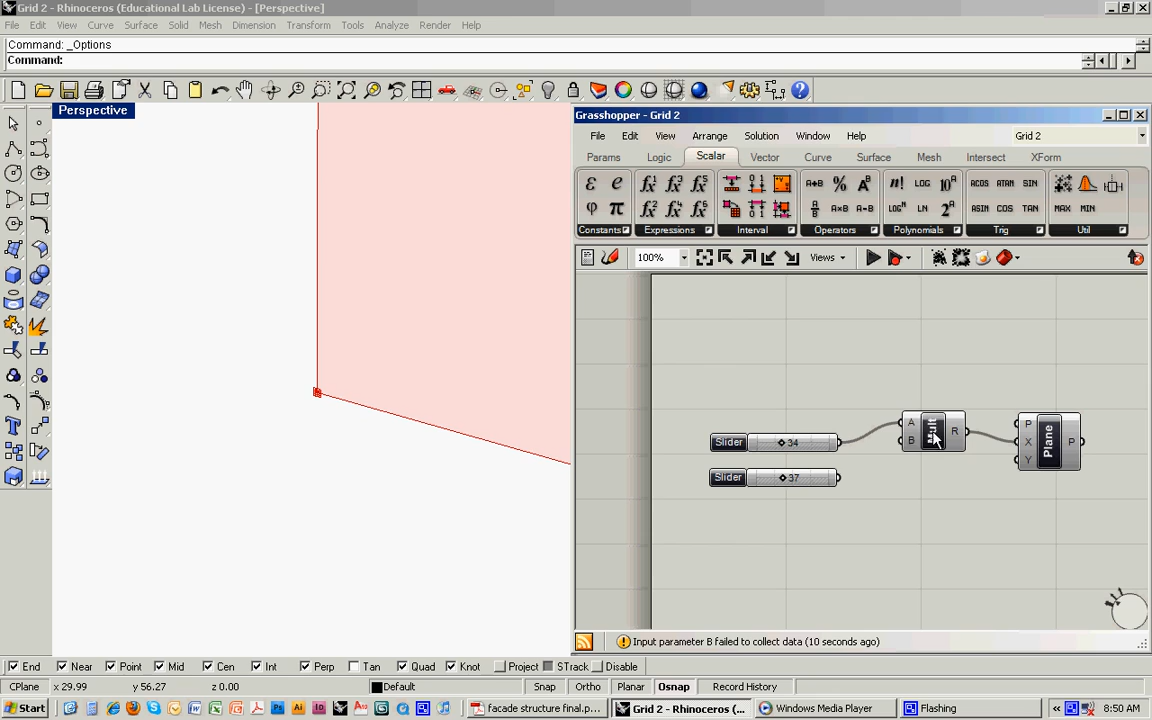 Grid 2 - Rhinoceros (Educational Lab License) - [Perspective]
File Edit View Curve Surface Solid Mesh Dimension Transform Tools Analyze Render Help
Command: _Options
Command:
Perspective
Grasshopper - Grid 2
File Edit View Arrange Solution Window Help Grid 2
Params Logic Scalar Vector Curve Surface Mesh Intersect XForm
Constants Expressions Interval Operators Polynomials Trig Util
100% Views
A Mult R
B
P Plane P
X
Y
Slider 34
Slider 37
Input parameter B failed to collect data (10 seconds ago)
End Near Point Mid Cen Int Perp Tan Quad Knot Project STrack Disable
CPlane x 29.99 y 56.27 z 0.00 Default Snap Ortho Planar Osnap Record History
Start facade structure final.p... Grid 2 - Rhinoceros (... Windows Media Player Flashing 8:50 AM